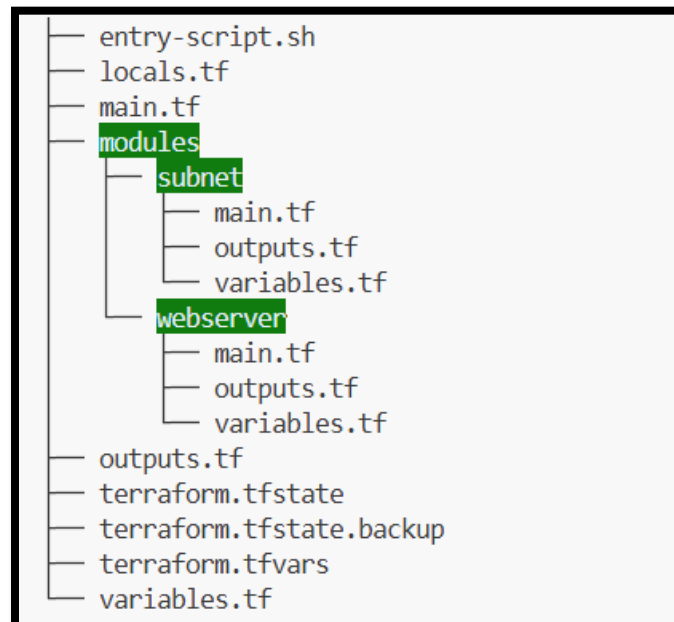 entry-script.sh
locals.tf
main.tf
modules
subnet
main.tf
outputs.tf
variables.tf
webserver
main.tf
outputs.tf
variables.tf
outputs.tf
terraform.tfstate
terraform.tfstate.backup
terraform.tfvars
variables.tf